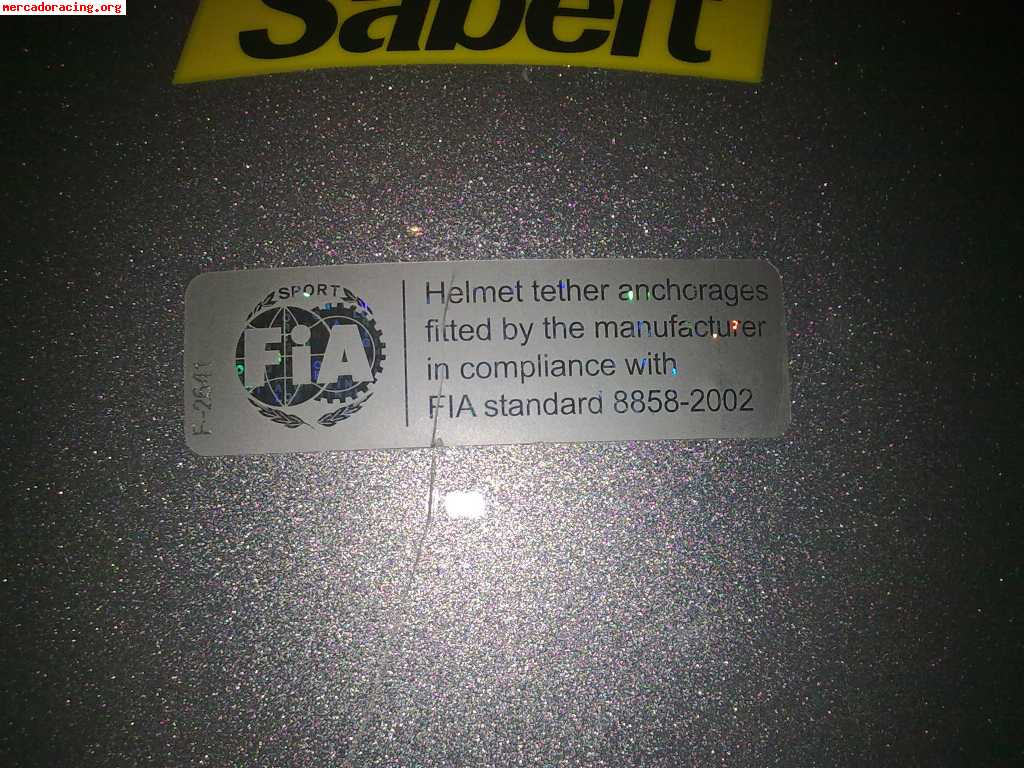 mercadoracing.org
Sabelt
SPORT
FiA
Helmet tether anchorages
fitted by the manufacturer
in compliance with
FIA standard 8858-2002